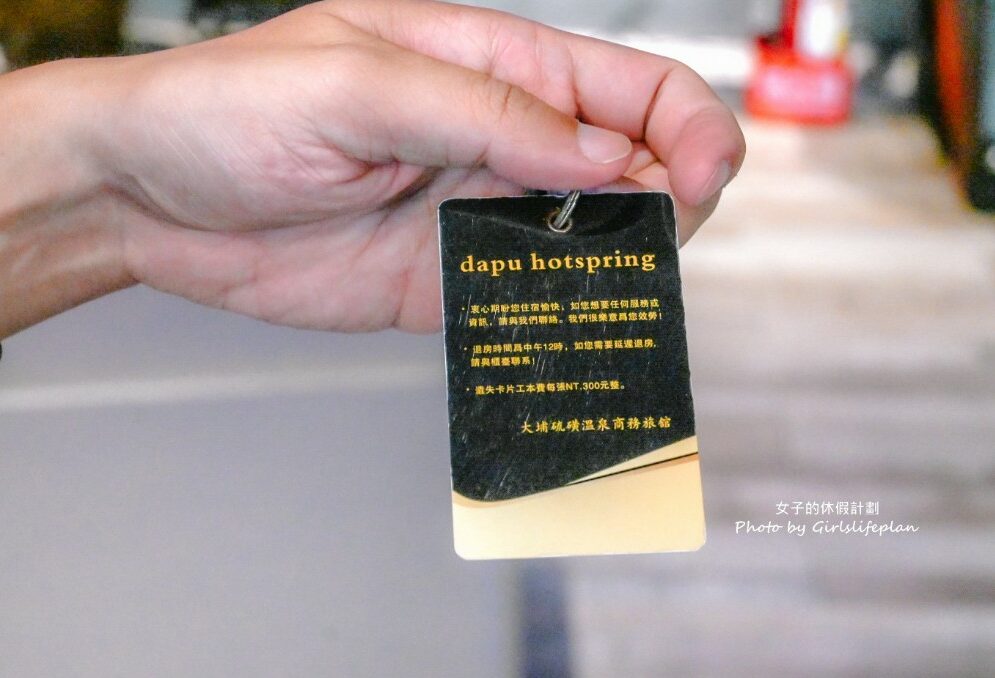 dapu hotspring
• 衷心期盼您住宿愉快，如您想要任何服務或
資訊，請與我們聯絡。我們很樂意為您效勞！
• 退房時間為中午12時，如您需要延遲退房，
請與櫃臺聯系！
• 遺失卡片工本費每張NT.300元整。
大埔硫磺溫泉商務旅館
女子的休假計劃
Photo by Girlslifeplan